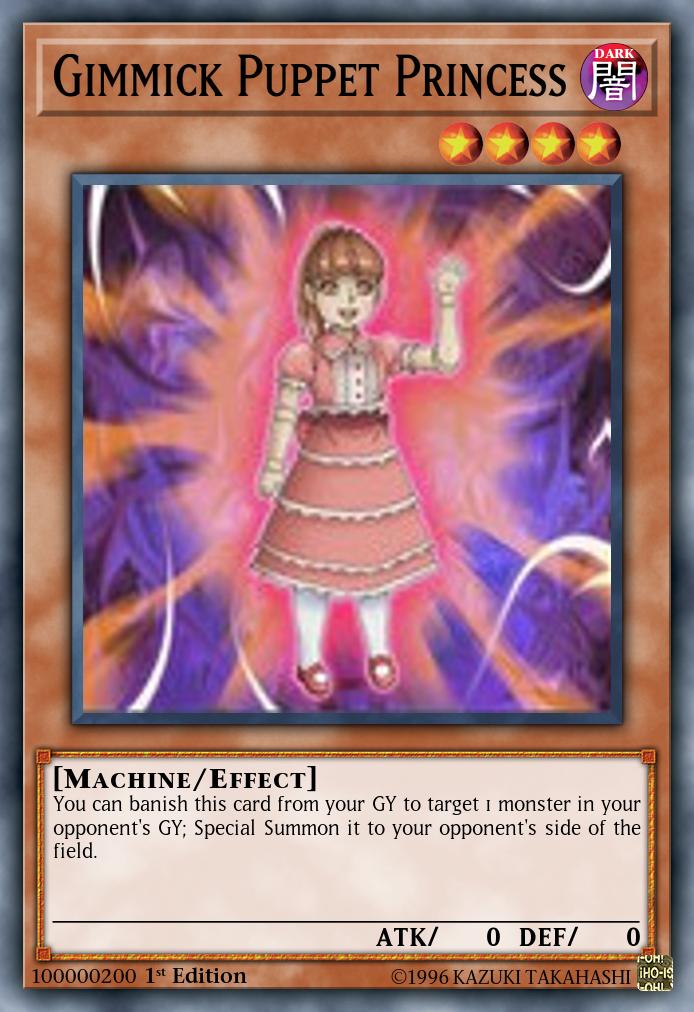 Gimmick Puppet Princess
DARK
闇
[Machine/Effect]
You can banish this card from your GY to target 1 monster in your
opponent's GY; Special Summon it to your opponent's side of the
field.
ATK/ 0 DEF/ 0
100000200 1st Edition ©1996 KAZUKI TAKAHASHI